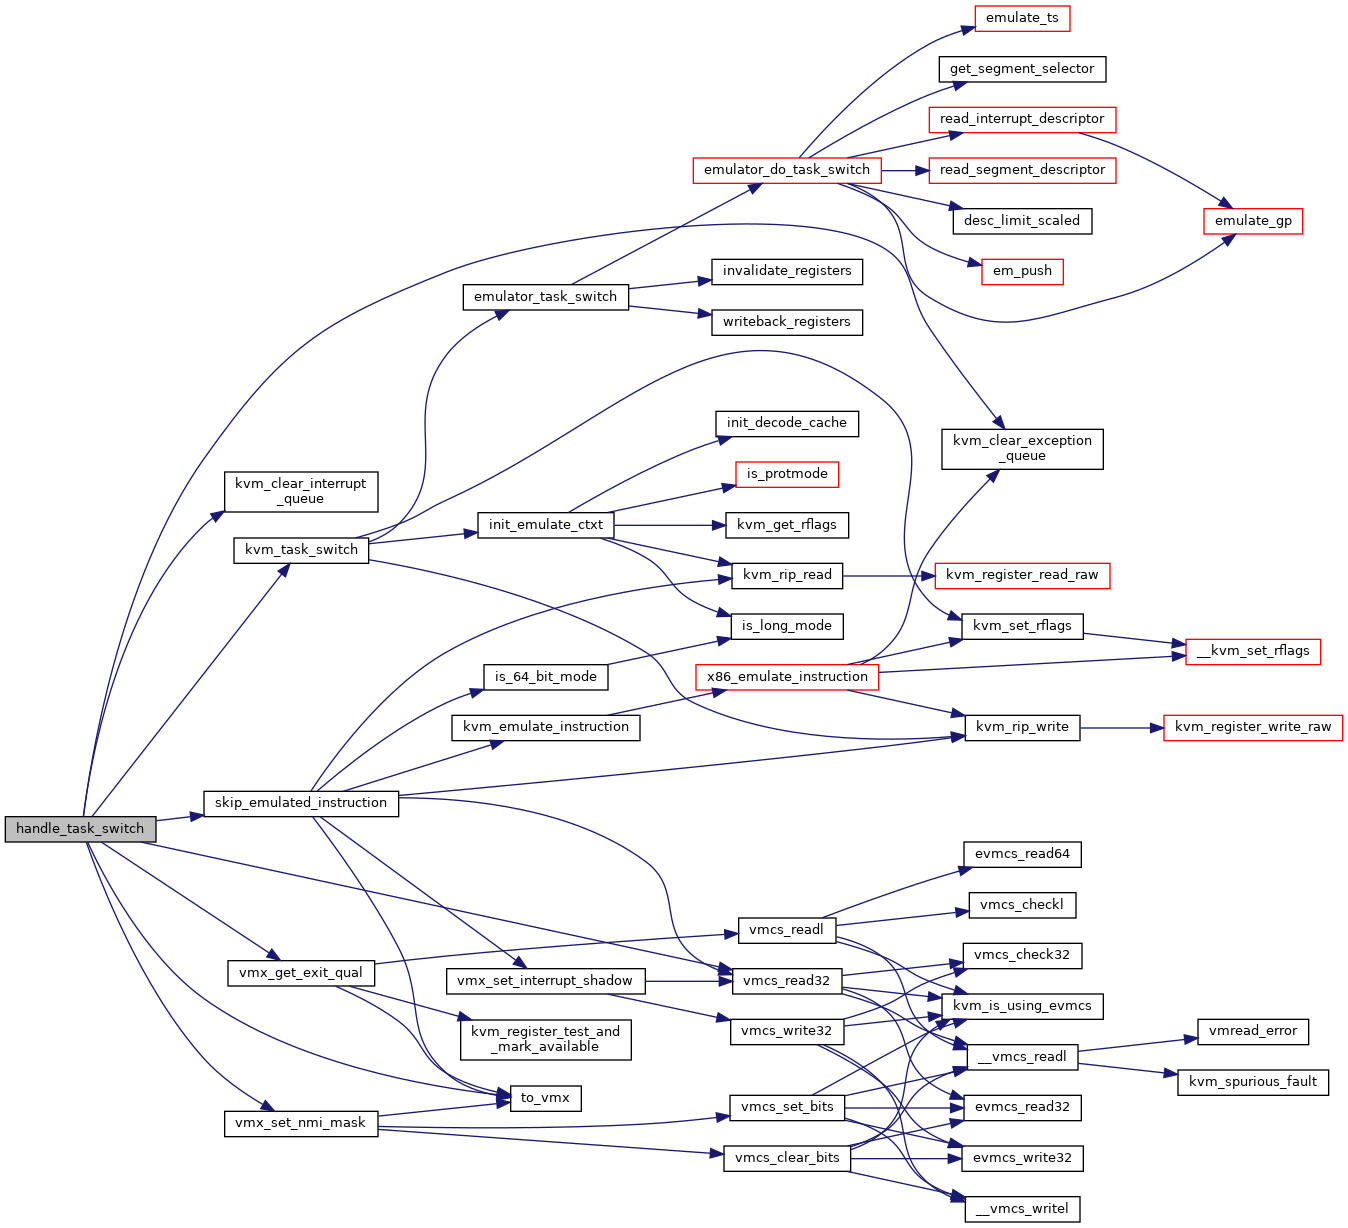 emulate_ts
get_segment_selector
read_interrupt_descriptor
emulator_do_task_switch
read_segment_descriptor
desc_limit_scaled
emulate_gp
em_push
invalidate_registers
emulator_task_switch
writeback_registers
init_decode_cache
kvm_clear_exception
_queue
is_protmode
kvm_clear_interrupt
_queue
init_emulate_ctxt
kvm_get_rflags
kvm_task_switch
kvm_rip_read
kvm_register_read_raw
is_long_mode
kvm_set_rflags
__kvm_set_rflags
is_64_bit_mode
x86_emulate_instruction
kvm_emulate_instruction
kvm_rip_write
kvm_register_write_raw
skip_emulated_instruction
handle_task_switch
evmcs_read64
vmcs_checkl
vmcs_readl
vmcs_check32
vmx_get_exit_qual
vmx_set_interrupt_shadow
vmcs_read32
kvm_is_using_evmcs
vmcs_write32
vmread_error
kvm_register_test_and
_mark_available
__vmcs_readl
kvm_spurious_fault
to_vmx
vmcs_set_bits
evmcs_read32
vmx_set_nmi_mask
vmcs_clear_bits
evmcs_write32
__vmcs_writel